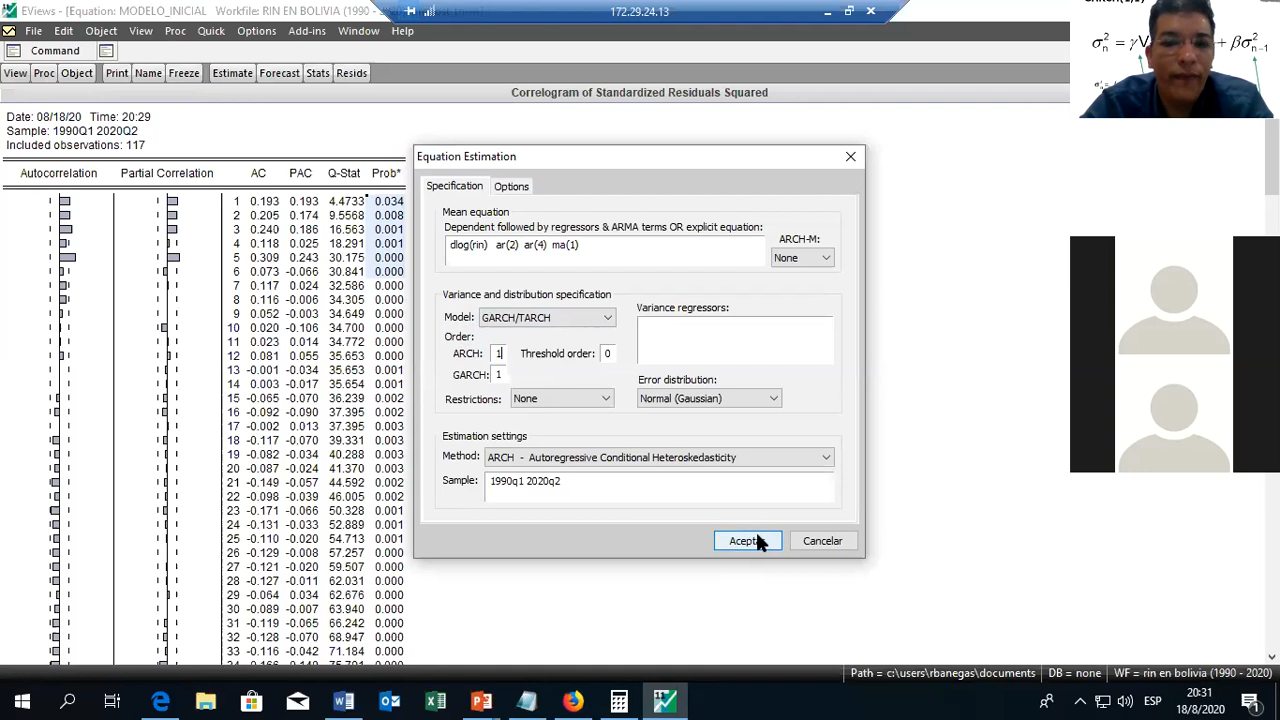 EViews - [Equation: MODELO_INICIAL Workfile: RIN EN BOLIVIA (1990 -
172.29.24.13
File Edit Object View Proc Quick Options Add-ins Window Help
Command
View Proc Object Print Name Freeze Estimate Forecast Stats Resids
Correlogram of Standardized Residuals Squared
Date: 08/18/20 Time: 20:29
Sample: 1990Q1 2020Q2
Included observations: 117
Autocorrelation Partial Correlation AC PAC Q-Stat Prob*
1 0.193 0.193 4.4733 0.034
2 0.205 0.174 9.5568 0.008
3 0.240 0.186 16.563 0.001
4 0.118 0.025 18.291 0.001
5 0.309 0.243 30.175 0.000
6 0.073 -0.066 30.841 0.000
7 0.117 0.024 32.586 0.000
8 0.116 -0.006 34.305 0.000
9 0.052 -0.003 34.649 0.000
10 0.020 -0.106 34.700 0.000
11 0.023 0.014 34.772 0.000
12 0.081 0.055 35.653 0.000
13 -0.001 -0.034 35.653 0.001
14 0.003 -0.017 35.654 0.001
15 -0.065 -0.070 36.239 0.002
16 -0.092 -0.090 37.395 0.002
17 -0.002 0.013 37.395 0.003
18 -0.117 -0.070 39.331 0.003
19 -0.082 -0.034 40.288 0.003
20 -0.087 -0.024 41.370 0.003
21 -0.149 -0.057 44.592 0.002
22 -0.098 -0.039 46.005 0.002
23 -0.171 -0.066 50.328 0.001
24 -0.131 -0.033 52.889 0.001
25 -0.110 -0.023 54.713 0.001
26 -0.129 -0.008 57.257 0.000
27 -0.121 -0.020 59.507 0.000
28 -0.127 -0.011 62.031 0.000
29 -0.064 -0.034 62.676 0.000
30 -0.089 -0.009 63.940 0.000
31 -0.119 -0.065 66.242 0.000
32 -0.128 -0.070 68.947 0.000
33 -0.116 -0.042 71.184 0.000
Equation Estimation
Specification Options
Mean equation
Dependent followed by regressors & ARMA terms OR explicit equation:
dlog(rin) ar(2) ar(4) ma(1)
ARCH-M:
None
Variance and distribution specification
Model: GARCH/TARCH
Order:
ARCH: 1 Threshold order: 0
GARCH: 1
Restrictions: None
Variance regressors:
Error distribution:
Normal (Gaussian)
Estimation settings
Method: ARCH - Autoregressive Conditional Heteroskedasticity
Sample: 1990q1 2020q2
Cancelar
Path = c:\users\rbanegas\documents DB = none WF = rin en bolivia (1990 - 2020)
ESP
20:31
18/8/2020